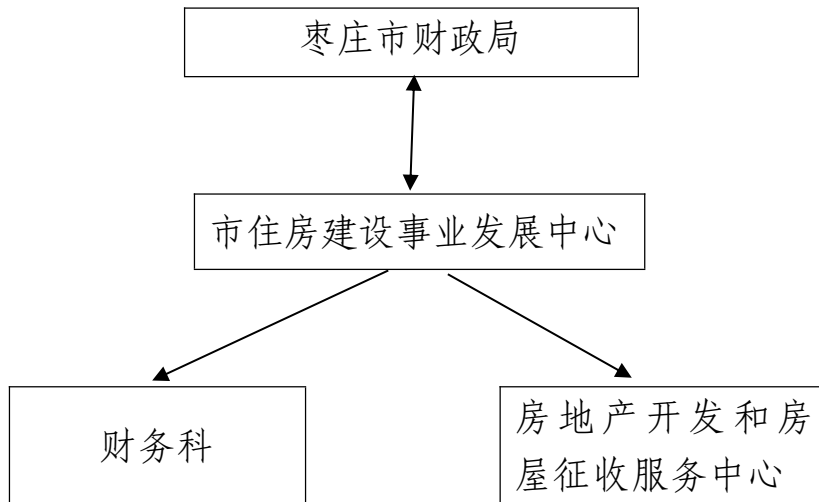 枣庄市财政局
市住房建设事业发展中心
财务科
房地产开发和房
屋征收服务中心